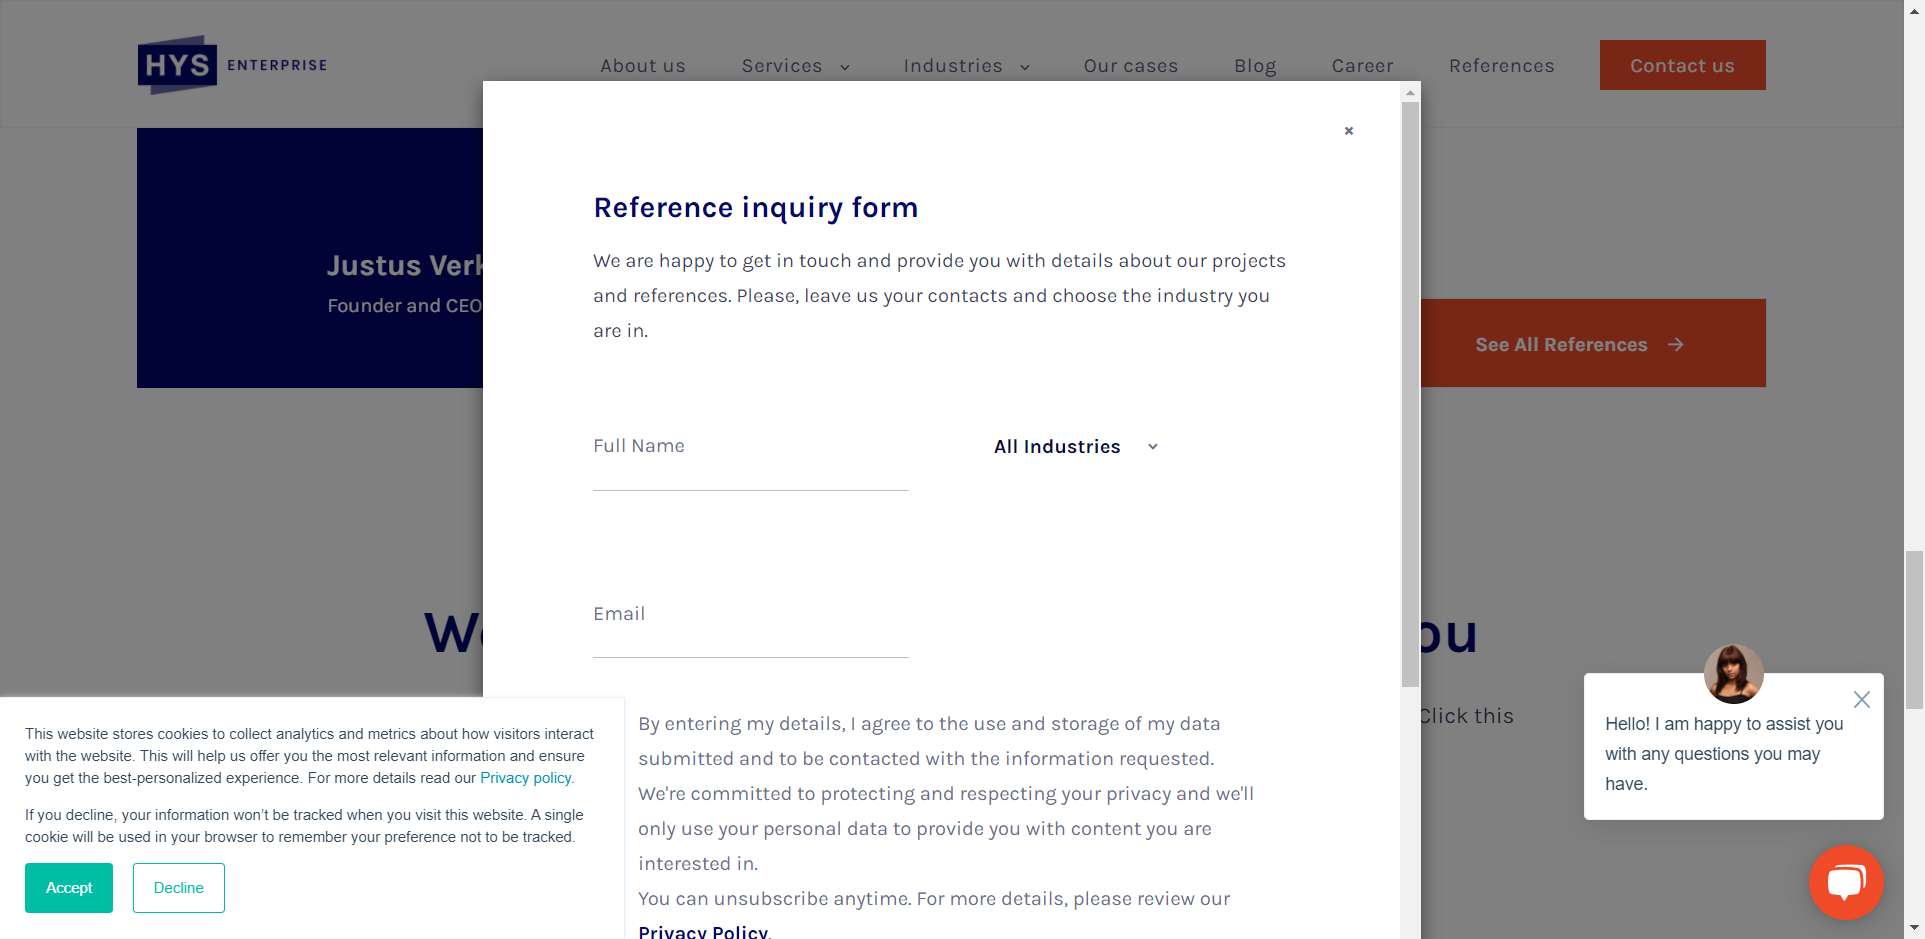 HYS ENTERPRISE
About us
Services
Industries
Our cases
Blog
Career
References
Contact us
×
Reference inquiry form
We are happy to get in touch and provide you with details about our projects
and references. Please, leave us your contacts and choose the industry you
are in.
Justus
Founder and CEO
See All References
Full Name
All Industries
Email
By entering my details, I agree to the use and storage of my data
submitted and to be contacted with the information requested.
We're committed to protecting and respecting your privacy and we'll
only use your personal data to provide you with content you are
interested in.
You can unsubscribe anytime. For more details, please review our
Privacy Policy.
Click this
This website stores cookies to collect analytics and metrics about how visitors interact
with the website. This will help us offer you the most relevant information and ensure
you get the best-personalized experience. For more details read our Privacy policy.
If you decline, your information won’t be tracked when you visit this website. A single
cookie will be used in your browser to remember your preference not to be tracked.
Accept
Decline
Hello! I am happy to assist you
with any questions you may
have.